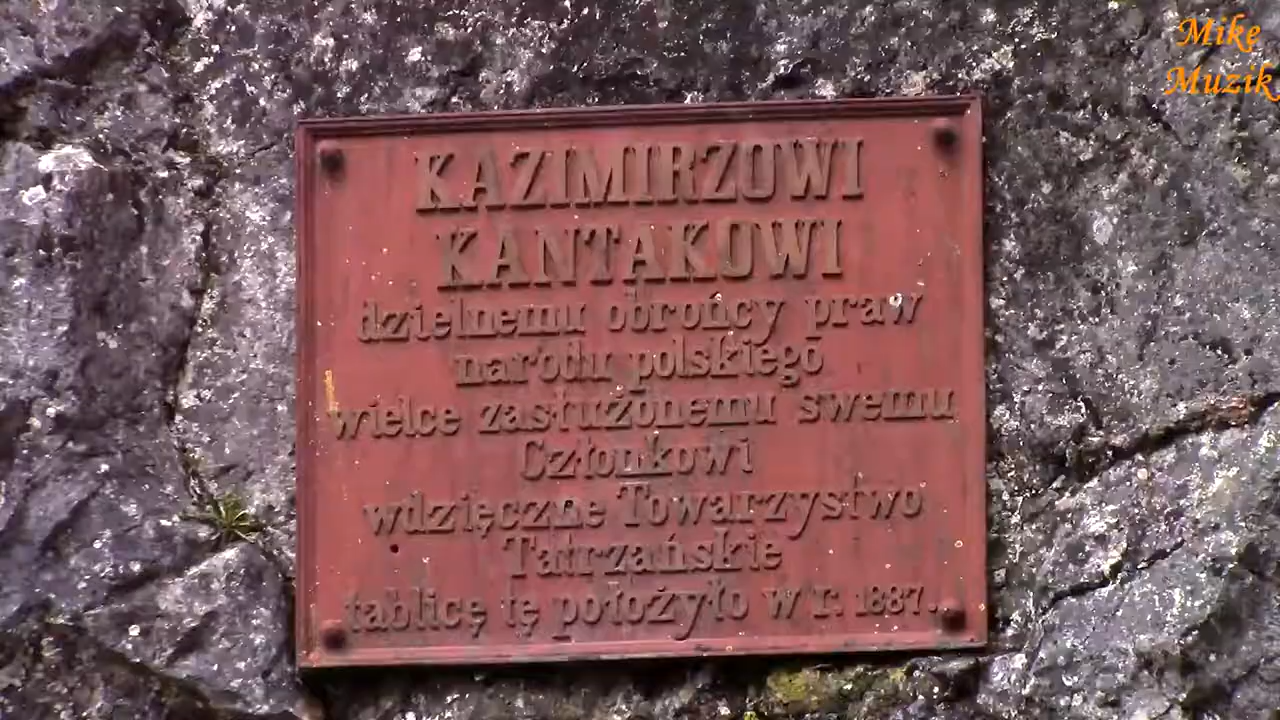 Mike
Muzik
KAZIMIRZOWI
KANTAKOWI
dzielnemu obrońcy praw
narodu polskiego
wielce zasłużonemu swemu
Członkowi
wdzięczne Towarzystwo
Tatrzańskie
tablicę tę położyło w r. 1887.